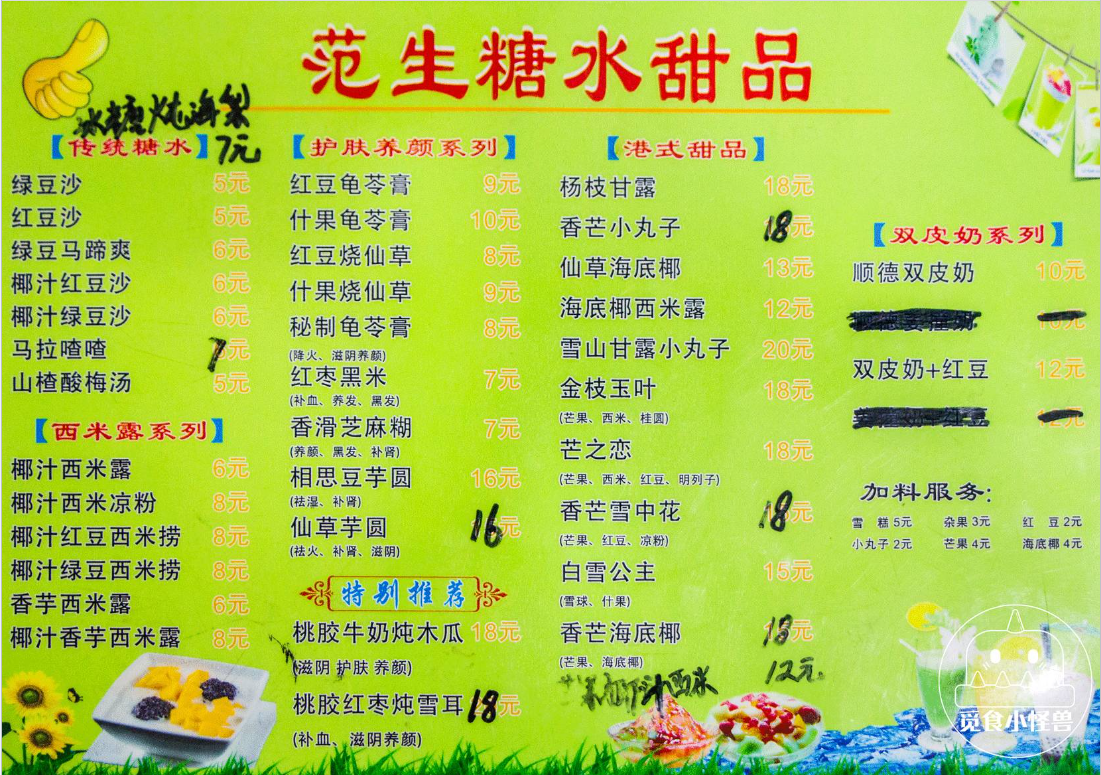 范生糖水甜品
冰糖炖海梨
7元
【传统糖水】
绿豆沙 5元
红豆沙 5元
绿豆马蹄爽 6元
椰汁红豆沙 6元
椰汁绿豆沙 6元
马拉喳喳 7元
山楂酸梅汤 5元
【西米露系列】
椰汁西米露 6元
椰汁西米凉粉 8元
椰汁红豆西米捞 8元
椰汁绿豆西米捞 8元
香芋西米露 6元
椰汁香芋西米露 8元
【护肤养颜系列】
红豆龟苓膏 9元
什果龟苓膏 10元
红豆烧仙草 8元
什果烧仙草 9元
秘制龟苓膏 8元
(降火、滋阴养颜)
红枣黑米 7元
(补血、养发、黑发)
香滑芝麻糊 7元
(养颜、黑发、补肾)
相思豆芋圆 16元
(祛湿、补肾)
仙草芋圆 16元
(祛火、补肾、滋阴)
特别推荐
桃胶牛奶炖木瓜 18元
(滋阴 护肤 养颜)
桃胶红枣炖雪耳 18元
(补血、滋阴养颜)
【港式甜品】
杨枝甘露 18元
香芒小丸子 18元
仙草海底椰 13元
海底椰西米露 12元
雪山甘露小丸子 20元
金枝玉叶 18元
(芒果、西米、桂圆)
芒之恋 18元
(芒果、西米、红豆、明列子)
香芒雪中花 18元
(芒果、红豆、凉粉)
白雪公主 15元
(雪球、什果)
香芒海底椰 18元
(芒果、海底椰)
芒果椰汁西米 12元
【双皮奶系列】
顺德双皮奶 10元
双皮奶+红豆 12元
加料服务:
雪 糕 5元 杂果 3元 红 豆 2元
小丸子 2元 芒果 4元 海底椰 4元
觅食小怪兽